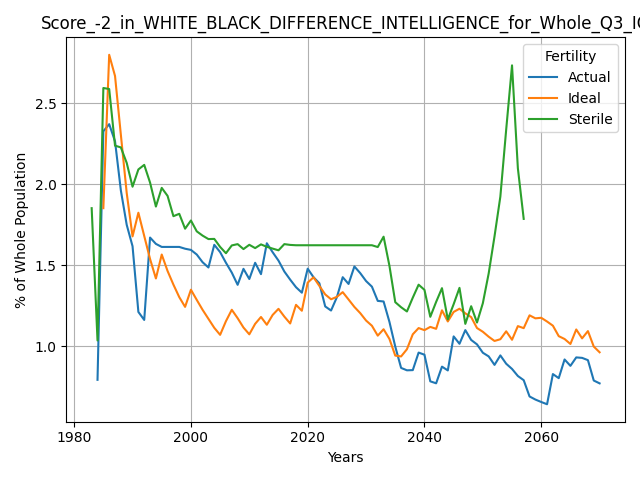 Score_-2_in_WHITE_BLACK_DIFFERENCE_INTELLIGENCE_for_Whole_Q3_IQ
Fertility
Actual
Ideal
Sterile
% of Whole Population
2.5
2.0
1.5
1.0
1980
2000
2020
2040
2060
Years